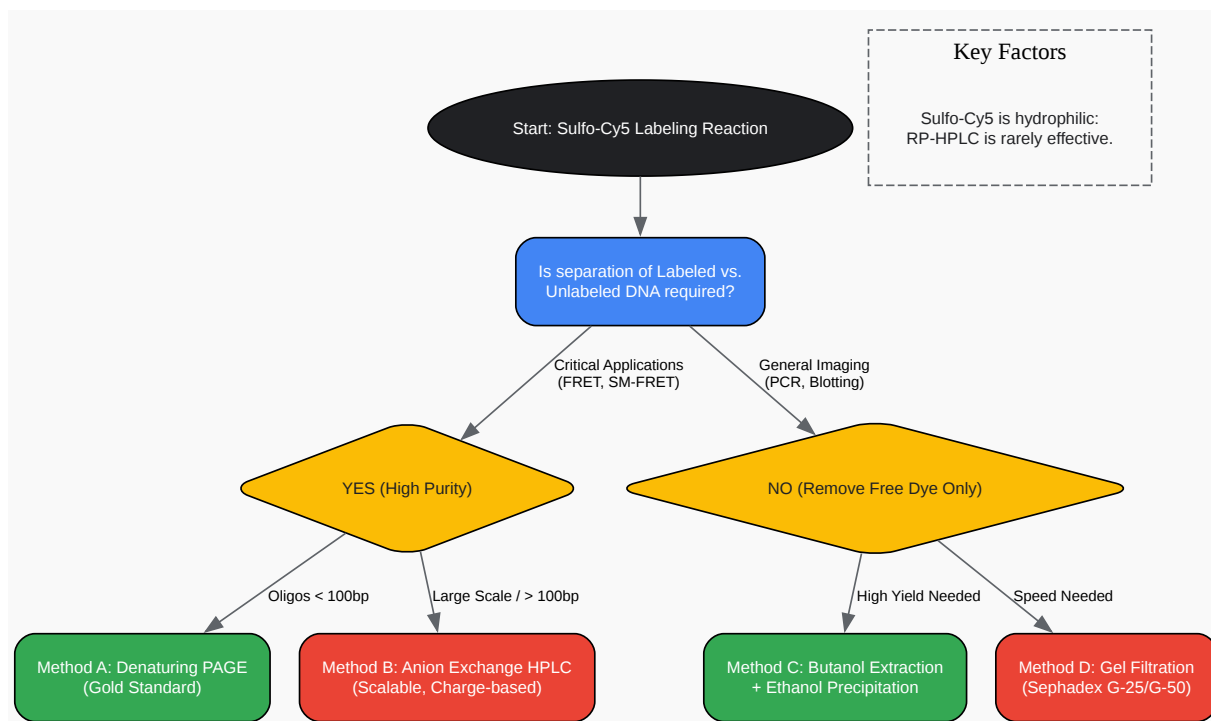 Key Factors
Sulfo-Cy5 is hydrophilic:
RP-HPLC is rarely effective.
Start: Sulfo-Cy5 Labeling Reaction
Is separation of Labeled vs.
Unlabeled DNA required?
Critical Applications
(FRET, SM-FRET)
General Imaging
(PCR, Blotting)
YES (High Purity)
NO (Remove Free Dye Only)
Oligos < 100bp
Large Scale / > 100bp
High Yield Needed
Speed Needed
Method A: Denaturing PAGE
(Gold Standard)
Method B: Anion Exchange HPLC
(Scalable, Charge-based)
Method C: Butanol Extraction
+ Ethanol Precipitation
Method D: Gel Filtration
(Sephadex G-25/G-50)